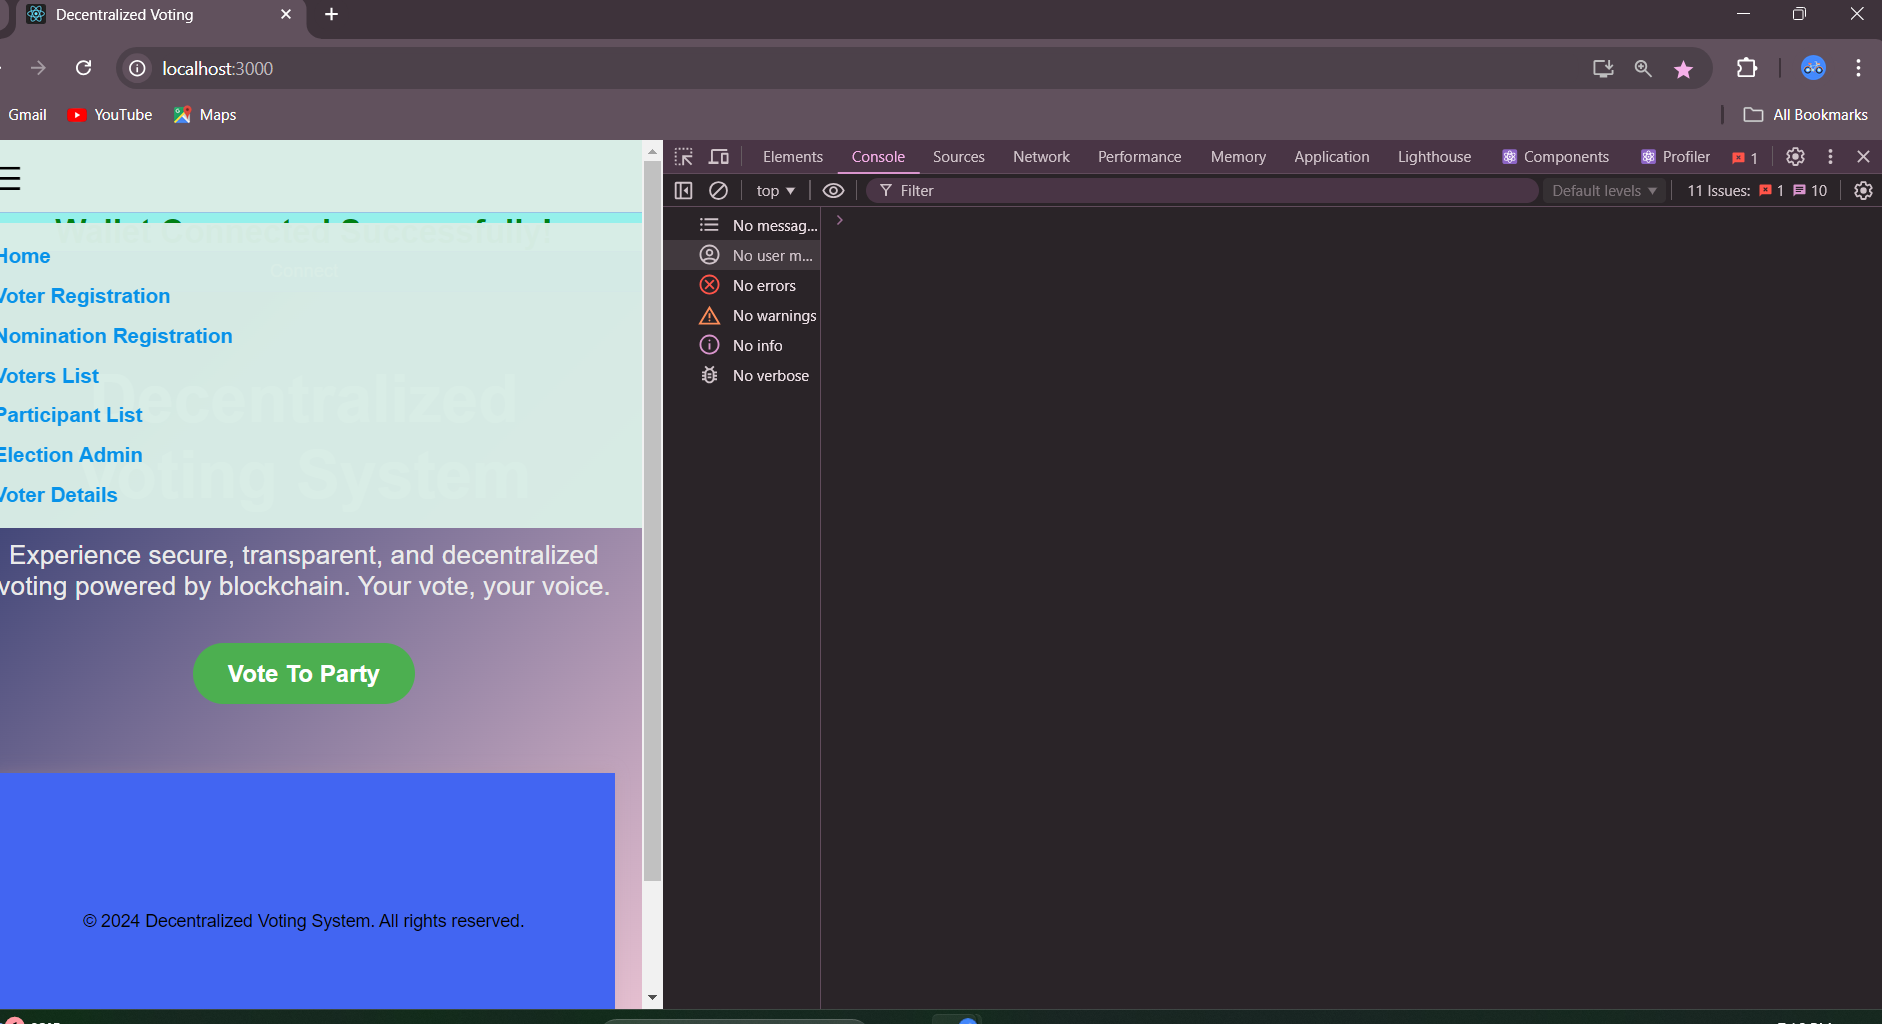 Decentralized Voting
localhost:3000
Gmail YouTube Maps All Bookmarks
Elements Console Sources Network Performance Memory Application Lighthouse Components Profiler 1
top Filter Default levels 11 Issues: 1 10
No messag...
No user m...
No errors
No warnings
No info
No verbose
Wallet Connected Successfully!
Connect
Home
Voter Registration
Nomination Registration
Voters List
Participant List
Election Admin
Voter Details
Decentralized
Voting System
Experience secure, transparent, and decentralized
voting powered by blockchain. Your vote, your voice.
Vote To Party
© 2024 Decentralized Voting System. All rights reserved.